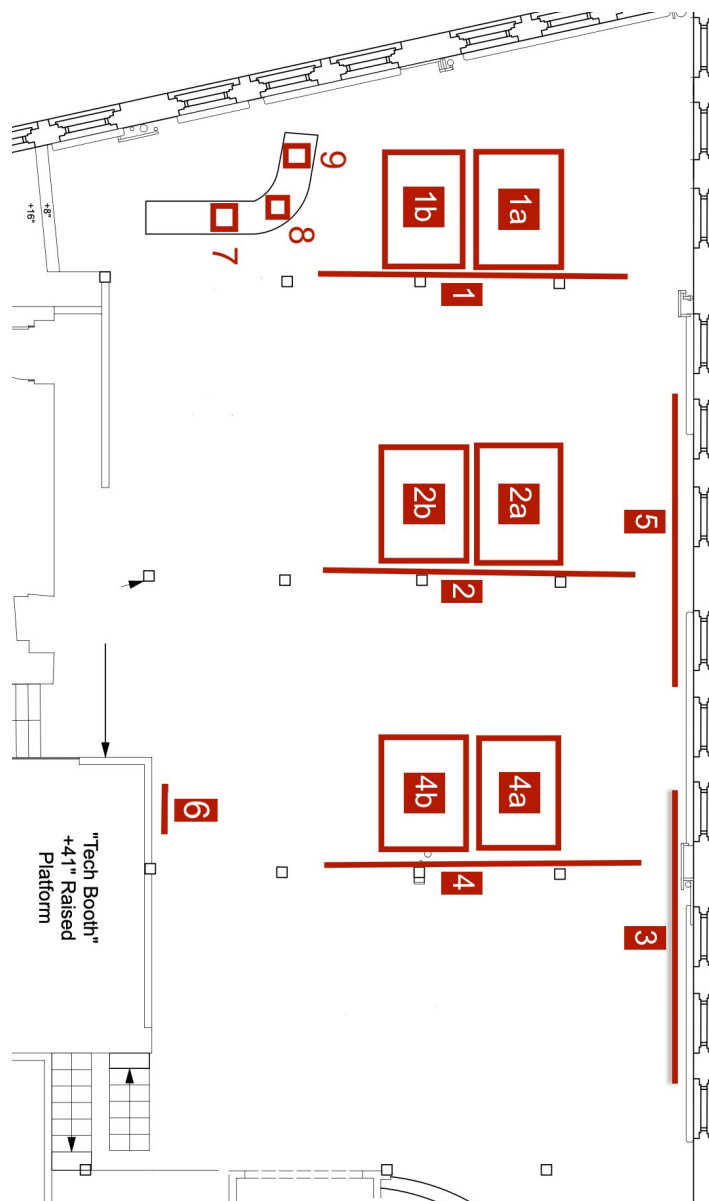 9
8
7
+8"
+16"
1b
1a
1
2b
2a
5
2
4b
4a
6
4
3
"Tech Booth"
+41" Raised
Platform